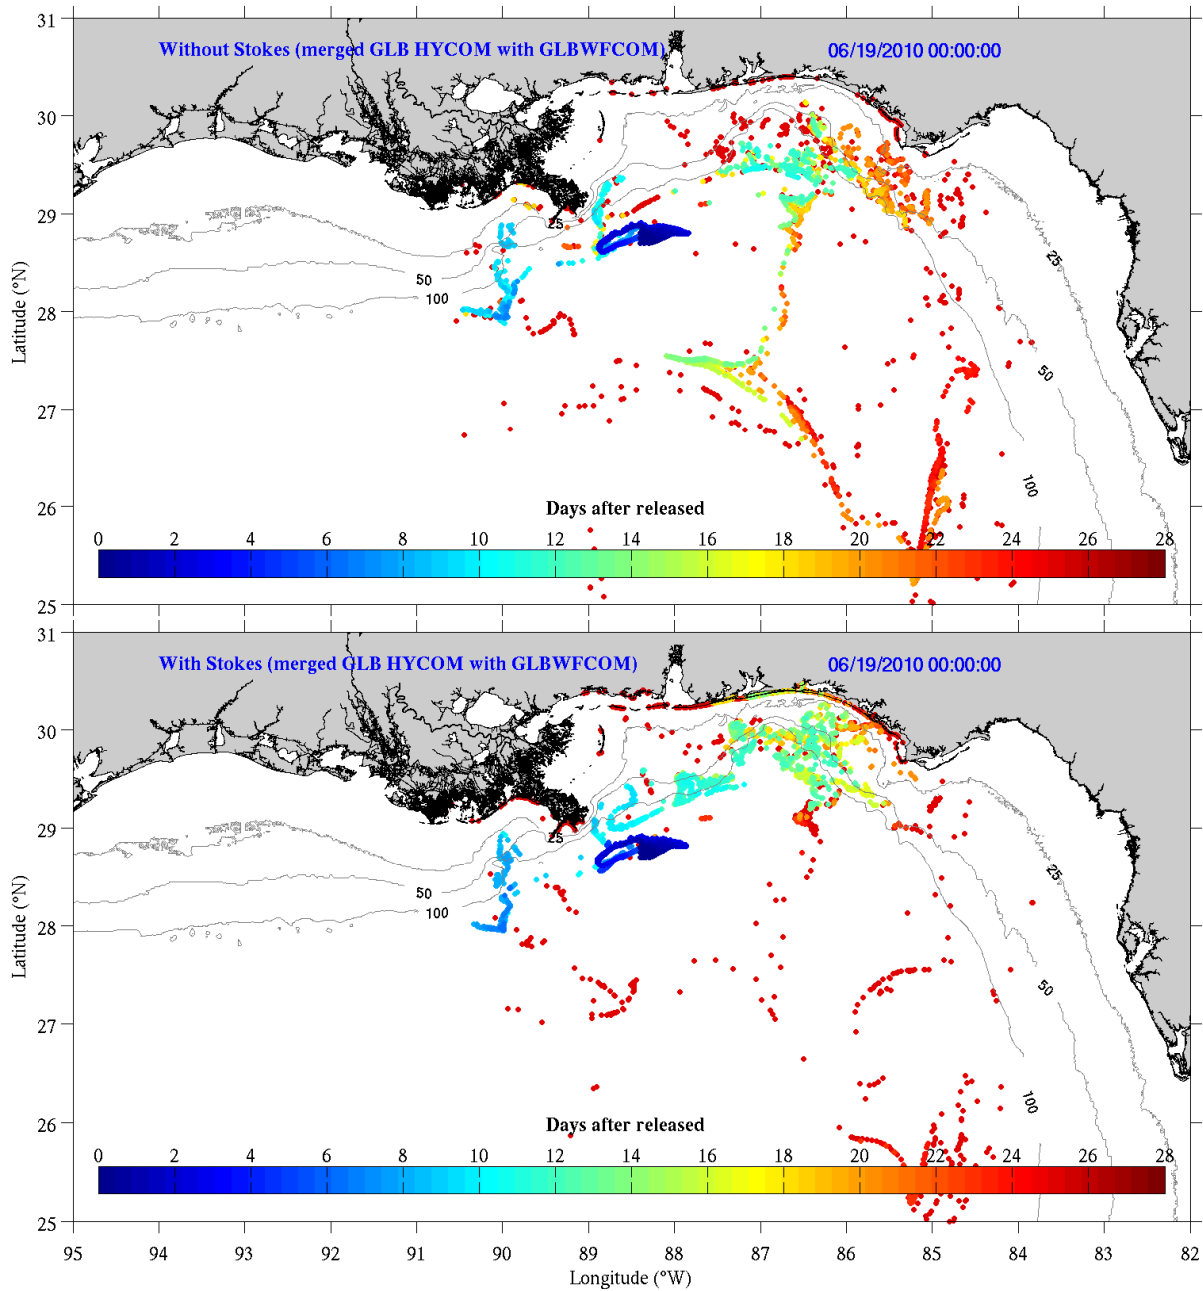 31
Without Stokes (merged GLB HYCOM with GLBWFCOM)
06/19/2010 00:00:00
30
29
28
27
26
25
Latitude (°N)
25
50
100
25
50
100
Days after released
0 2 4 6 8 10 12 14 16 18 20 22 24 26 28
31
With Stokes (merged GLB HYCOM with GLBWFCOM)
06/19/2010 00:00:00
30
29
28
27
26
25
Latitude (°N)
25
50
100
25
50
100
Days after released
0 2 4 6 8 10 12 14 16 18 20 22 24 26 28
95 94 93 92 91 90 89 88 87 86 85 84 83 82
Longitude (°W)